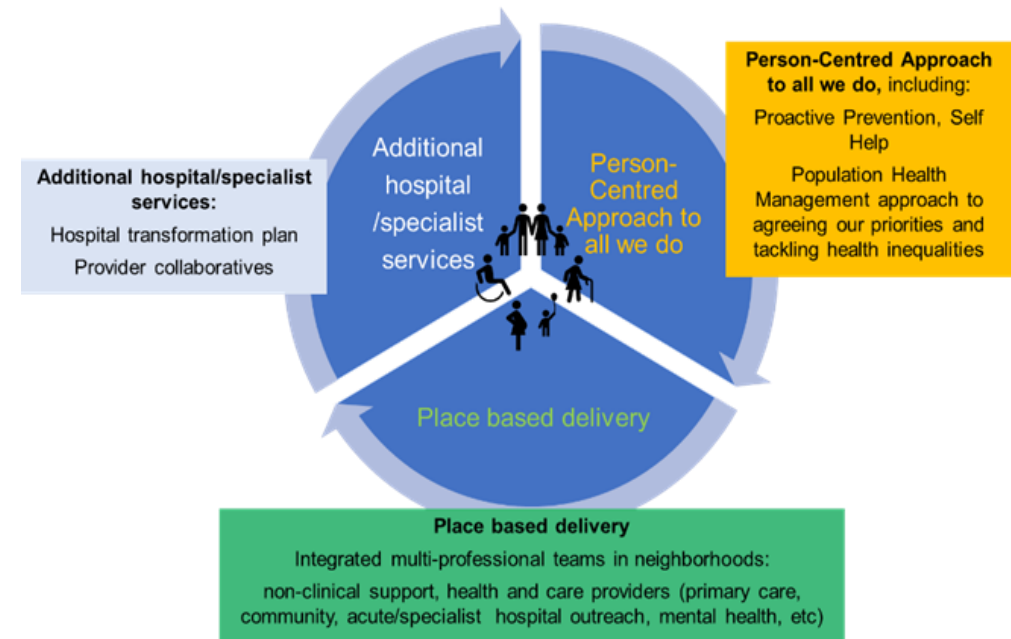 Additional
hospital
/specialist
services
Person-
Centred
Approach to
all we do
Place based delivery
Additional hospital/specialist
services:
Hospital transformation plan
Provider collaboratives
Person-Centred Approach
to all we do, including:
Proactive Prevention, Self
Help
Population Health
Management approach to
agreeing our priorities and
tackling health inequalities
Place based delivery
Integrated multi-professional teams in neighborhoods:
non-clinical support, health and care providers (primary care,
community, acute/specialist hospital outreach, mental health, etc)